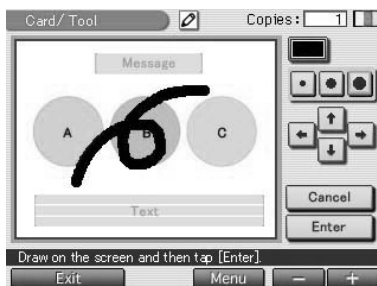 Card/ Tool Copies: 1
Message
A B C
Text
Cancel
Enter
Draw on the screen and then tap [Enter].
Exit Menu − +